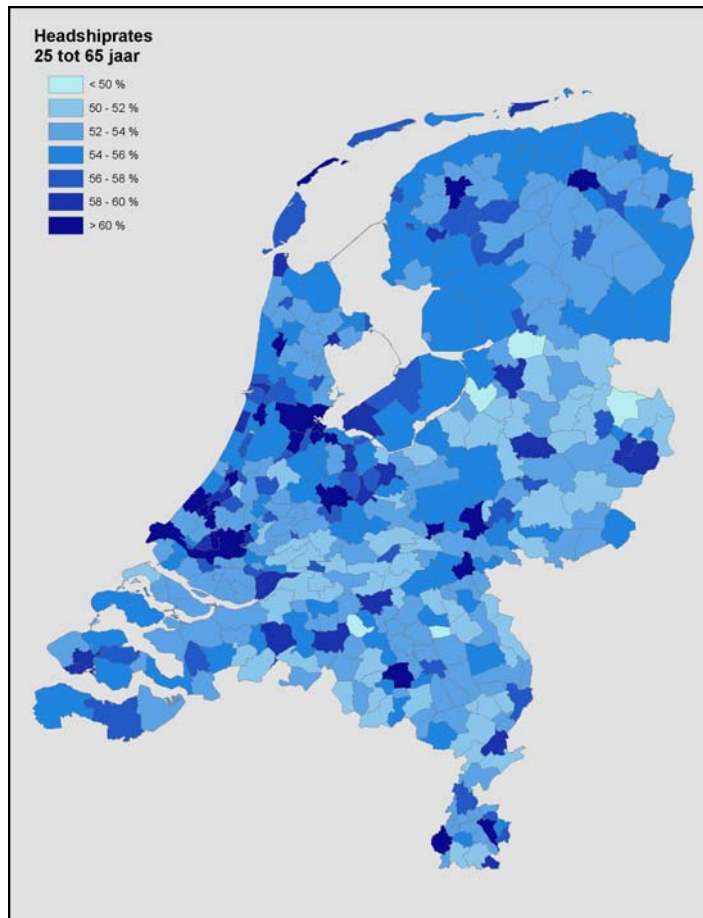 Headshiprates
25 tot 65 jaar
< 50 %
50 - 52 %
52 - 54 %
54 - 56 %
56 - 58 %
58 - 60 %
> 60 %